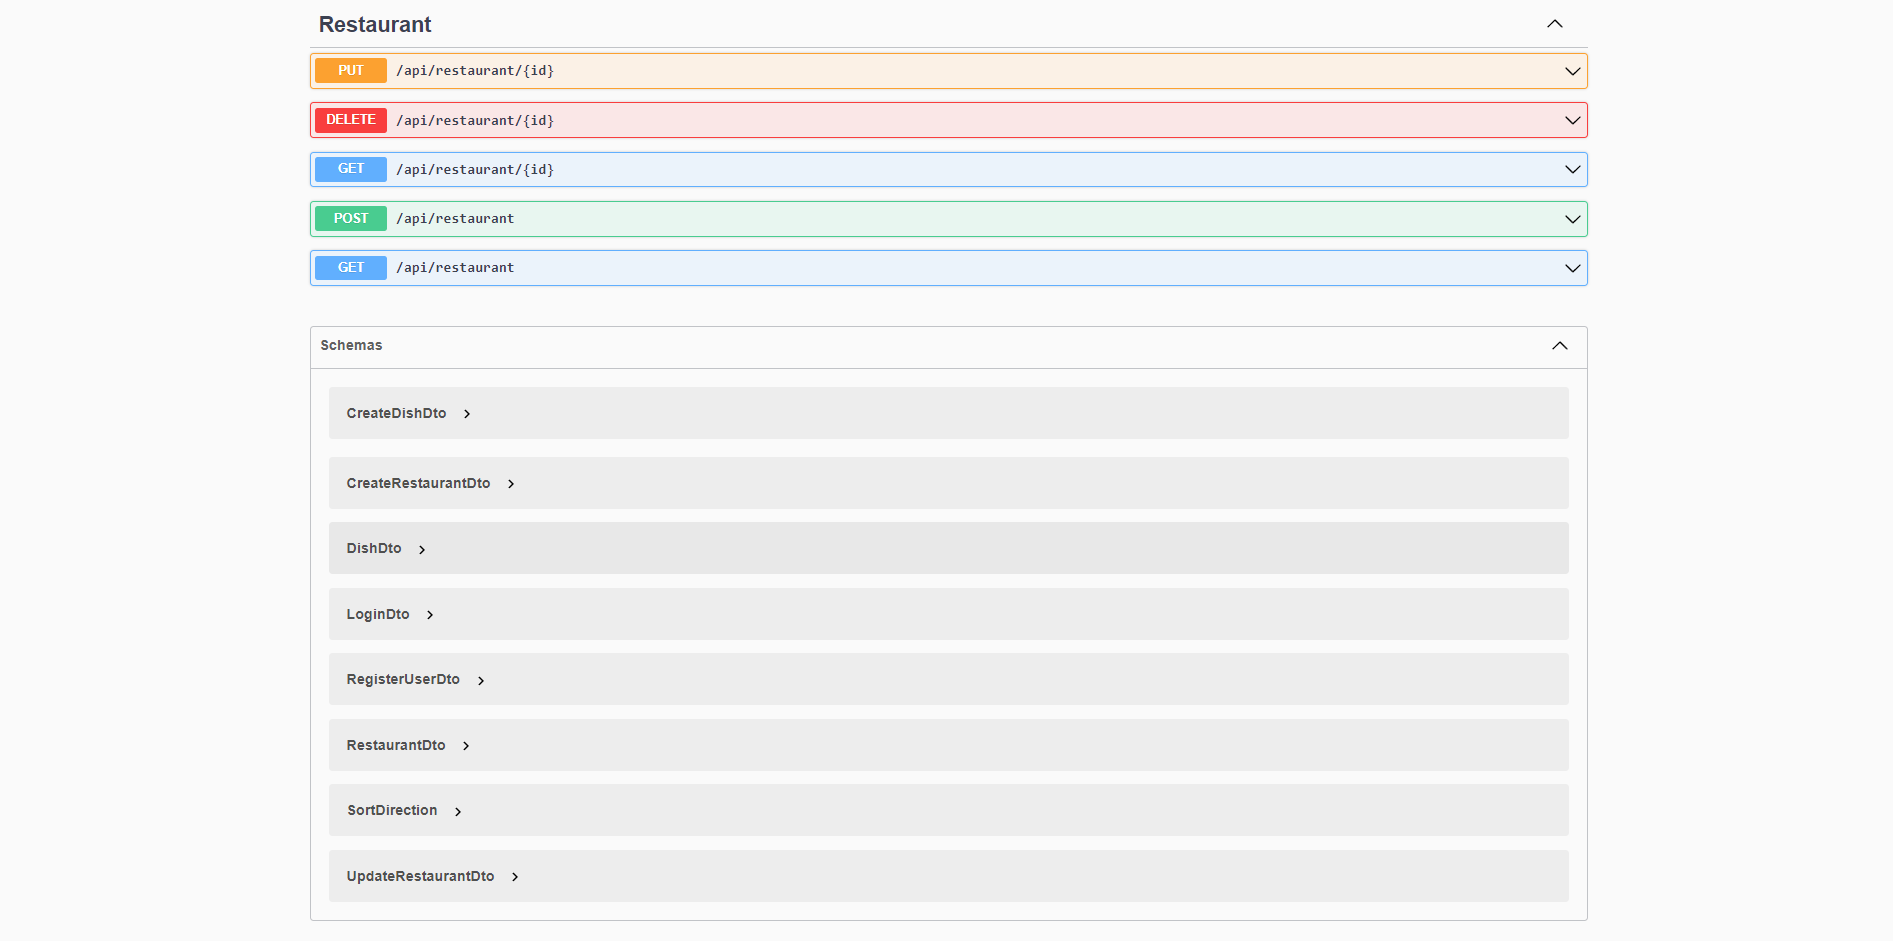 Restaurant
PUT /api/restaurant/{id}
DELETE /api/restaurant/{id}
GET /api/restaurant/{id}
POST /api/restaurant
GET /api/restaurant
Schemas
CreateDishDto
CreateRestaurantDto
DishDto
LoginDto
RegisterUserDto
RestaurantDto
SortDirection
UpdateRestaurantDto